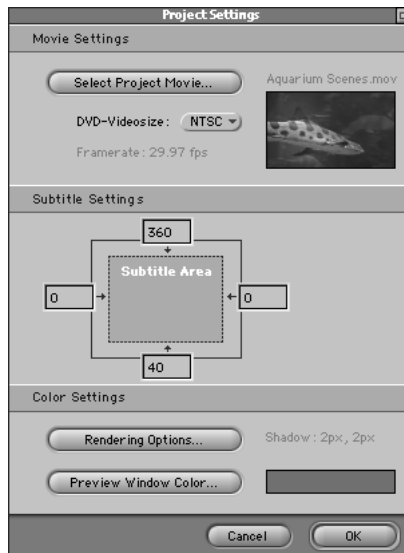 Project Settings
Movie Settings
Select Project Movie...
Aquarium Scenes.mov
DVD-Videosize: NTSC
Framerate: 29.97 fps
Subtitle Settings
360
Subtitle Area
0
0
40
Color Settings
Rendering Options...
Shadow: 2px, 2px
Preview Window Color...
Cancel
OK